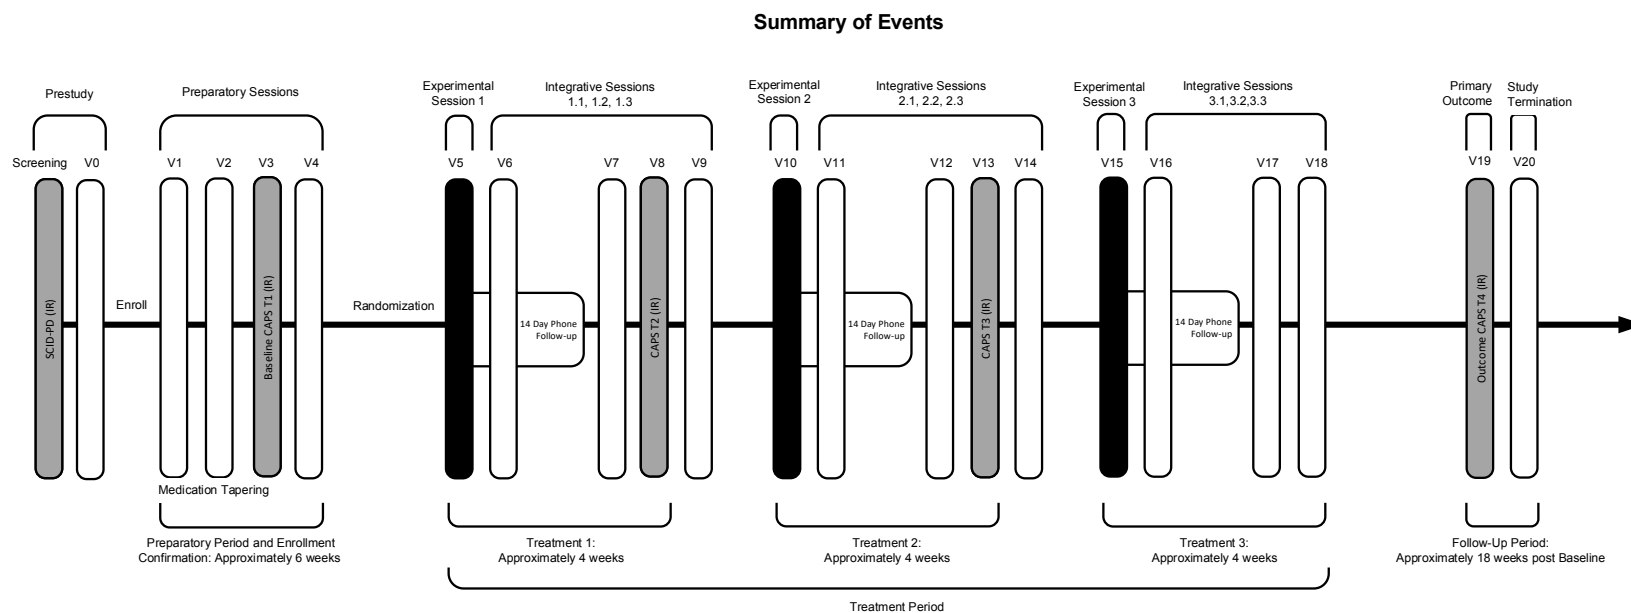 Summary of Events
Prestudy
Preparatory Sessions
Experimental
Session 1
Integrative Sessions
1.1, 1.2, 1.3
Experimental
Session 2
Integrative Sessions
2.1, 2.2, 2.3
Experimental
Session 3
Integrative Sessions
3.1,3.2,3.3
Primary
Outcome
Study
Termination
Screening
V0
V1
V2
V3
V4
V5
V6
V7
V8
V9
V10
V11
V12
V13
V14
V15
V16
V17
V18
V19
V20
SCID-PD (IR)
Enroll
Baseline CAPS T1 (IR)
Randomization
14 Day Phone
Follow-up
CAPS T2 (IR)
14 Day Phone
Follow-up
CAPS T3 (IR)
14 Day Phone
Follow-up
Outcome CAPS T4 (IR)
Medication Tapering
Preparatory Period and Enrollment
Confirmation: Approximately 6 weeks
Treatment 1:
Approximately 4 weeks
Treatment 2:
Approximately 4 weeks
Treatment 3:
Approximately 4 weeks
Follow-Up Period:
Approximately 18 weeks post Baseline
Treatment Period